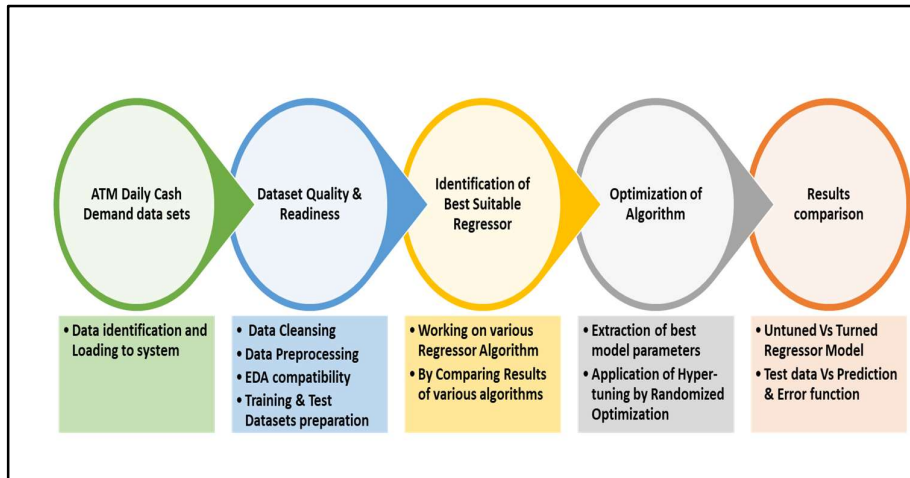 ATM Daily Cash
Demand data sets
Dataset Quality &
Readiness
Identification of
Best Suitable
Regressor
Optimization of
Algorithm
Results
comparison
• Data identification and
Loading to system
• Data Cleansing
• Data Preprocessing
• EDA compatibility
• Training & Test
Datasets preparation
• Working on various
Regressor Algorithm
• By Comparing Results
of various algorithms
• Extraction of best
model parameters
• Application of Hyper-
tuning by Randomized
Optimization
• Untuned Vs Turned
Regressor Model
• Test data Vs Prediction
& Error function